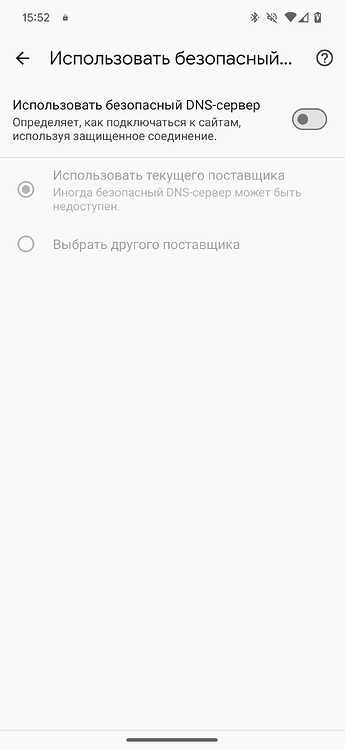 15:52
Использовать безопасный...
Использовать безопасный DNS-сервер
Определяет, как подключаться к сайтам,
используя защищенное соединение.
Использовать текущего поставщика
Иногда безопасный DNS-сервер может быть
недоступен.
Выбрать другого поставщика